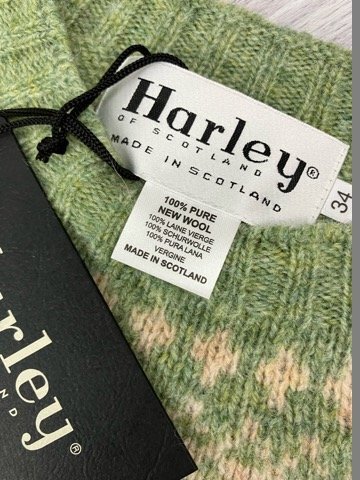 Harley®
OF SCOTLAND
MADE IN SCOTLAND
34
100% PURE
NEW WOOL
100% LAINE VIERGE
100% SCHURWOLLE
100% PURA LANA
VERGINE
MADE IN SCOTLAND
arley®
SCOTLAND